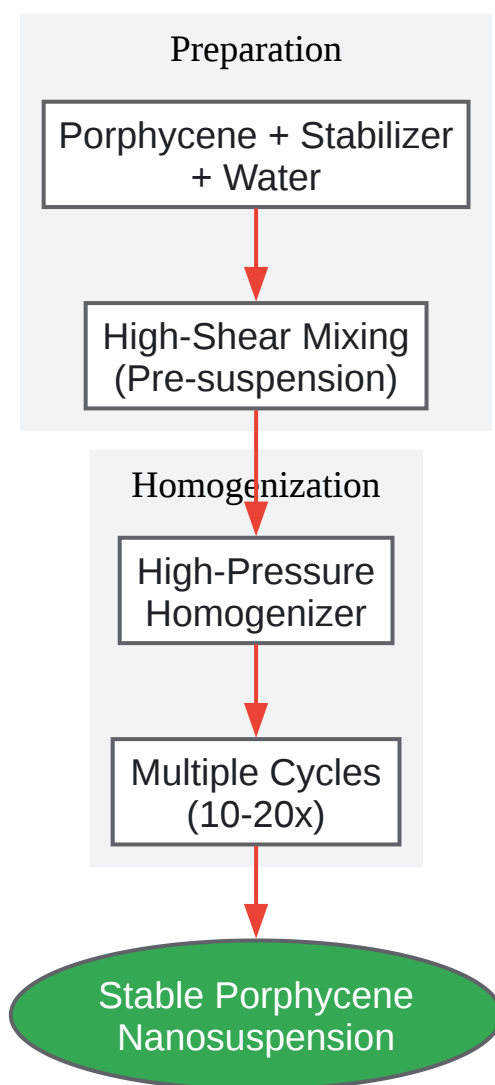 Preparation
Porphycene + Stabilizer
+ Water
High-Shear Mixing
(Pre-suspension)
Homogenization
High-Pressure
Homogenizer
Multiple Cycles
(10-20x)
Stable Porphycene
Nanosuspension